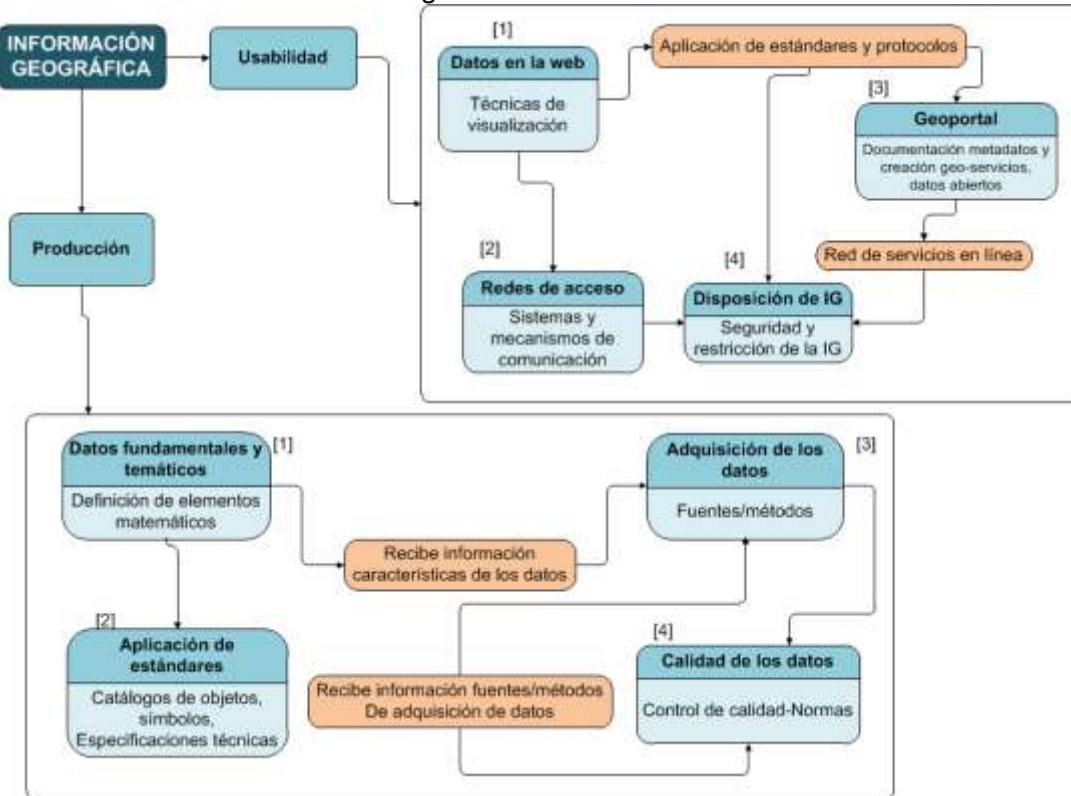 INFORMACIÓN
GEOGRÁFICA
Usabilidad
[1]
Datos en la web
Técnicas de
visualización
Aplicación de estándares y protocolos
[3]
Geoportal
Documentación metadatos y
creación geo-servicios,
datos abiertos
Producción
[2]
Redes de acceso
Sistemas y
mecanismos de
comunicación
[4]
Disposición de IG
Seguridad y
restricción de la IG
Red de servicios en línea
Datos fundamentales y
temáticos
[1]
Definición de elementos
matemáticos
Recibe información
características de los datos
Adquisición de los
datos
[3]
Fuentes/métodos
[2]
Aplicación de
estándares
Catálogos de objetos,
símbolos,
Especificaciones técnicas
Recibe información fuentes/métodos
De adquisición de datos
[4]
Calidad de los datos
Control de calidad-Normas